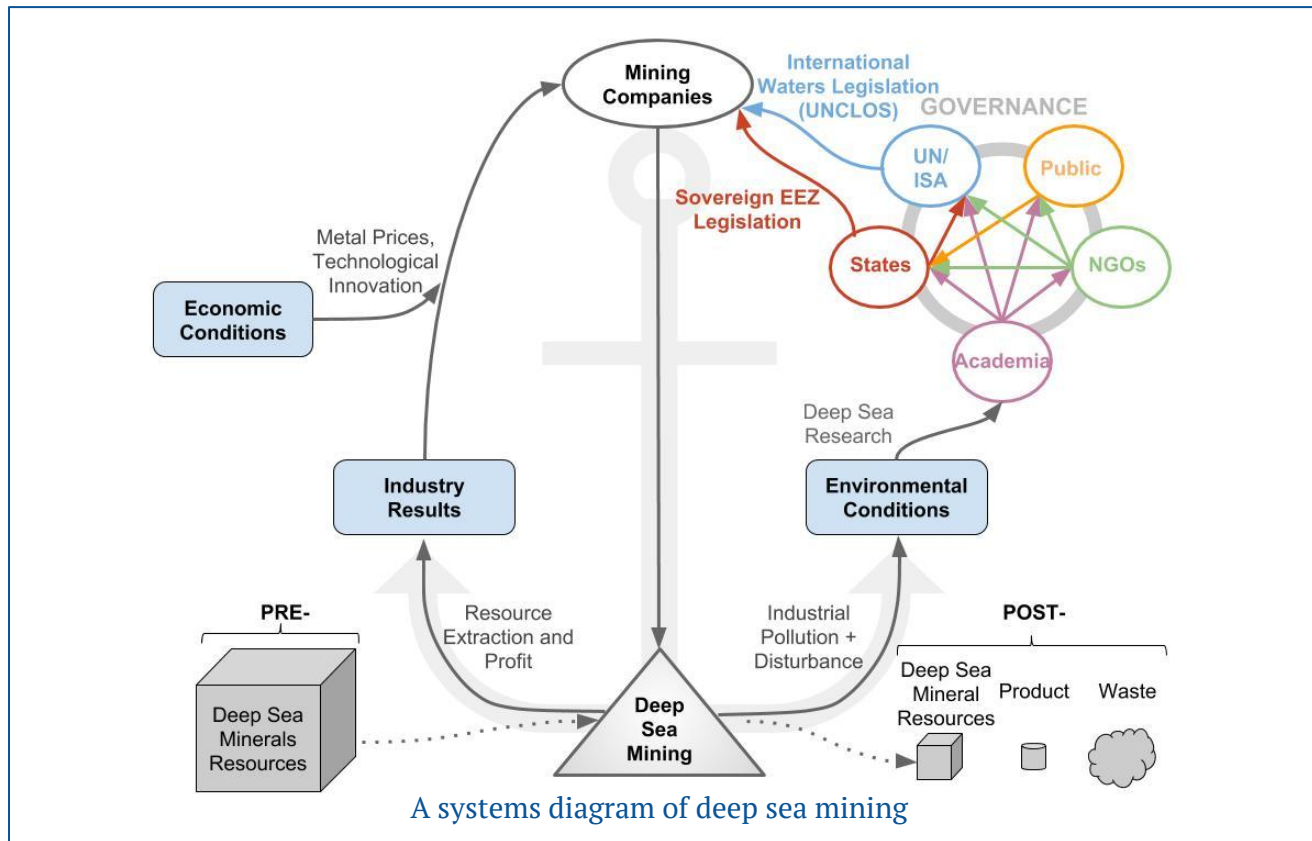 Mining
Companies
International
Waters Legislation
(UNCLOS)
GOVERNANCE
UN/
ISA
Public
Sovereign EEZ
Legislation
States
NGOs
Academia
Metal Prices,
Technological
Innovation
Economic
Conditions
Deep Sea
Research
Industry
Results
Environmental
Conditions
PRE-
Resource
Extraction and
Profit
Industrial
Pollution +
Disturbance
POST-
Deep Sea
Minerals
Resources
Deep
Sea
Mining
Deep Sea
Mineral
Resources
Product
Waste
A systems diagram of deep sea mining